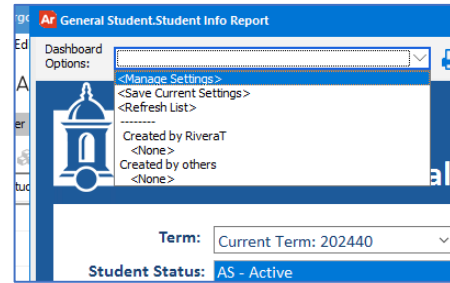 Ar General Student.Student Info Report
Ed
Dashboard
Options:
<Manage Settings>
<Save Current Settings>
<Refresh List>
--------
Created by RiveraT
<None>
Created by others
<None>
A
er
Term: Current Term: 202440
Student Status: AS - Active